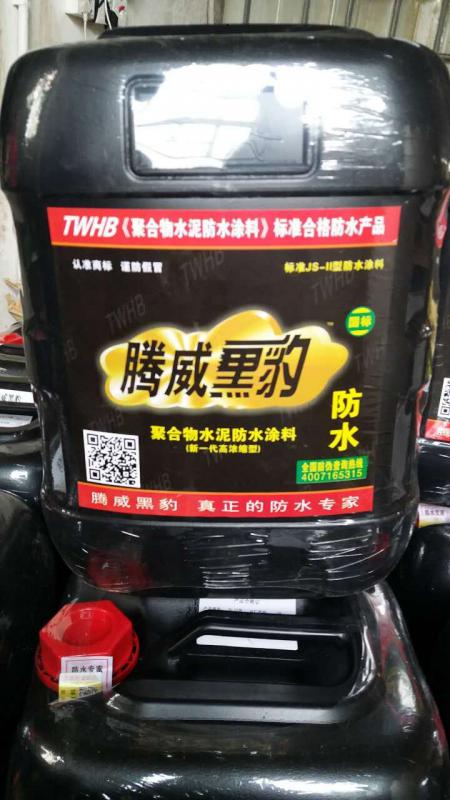 TWHB《聚合物水泥防水涂料》标准合格防水产品
认准商标 谨防假冒
标准JS-II型防水涂料
TWHB
TWHB
TM
国标
腾威黑豹
防水
聚合物水泥防水涂料
(新一代高浓缩型)
全国防伪查询热线
4007165315
腾威黑豹 真正的防水专家
防水专家